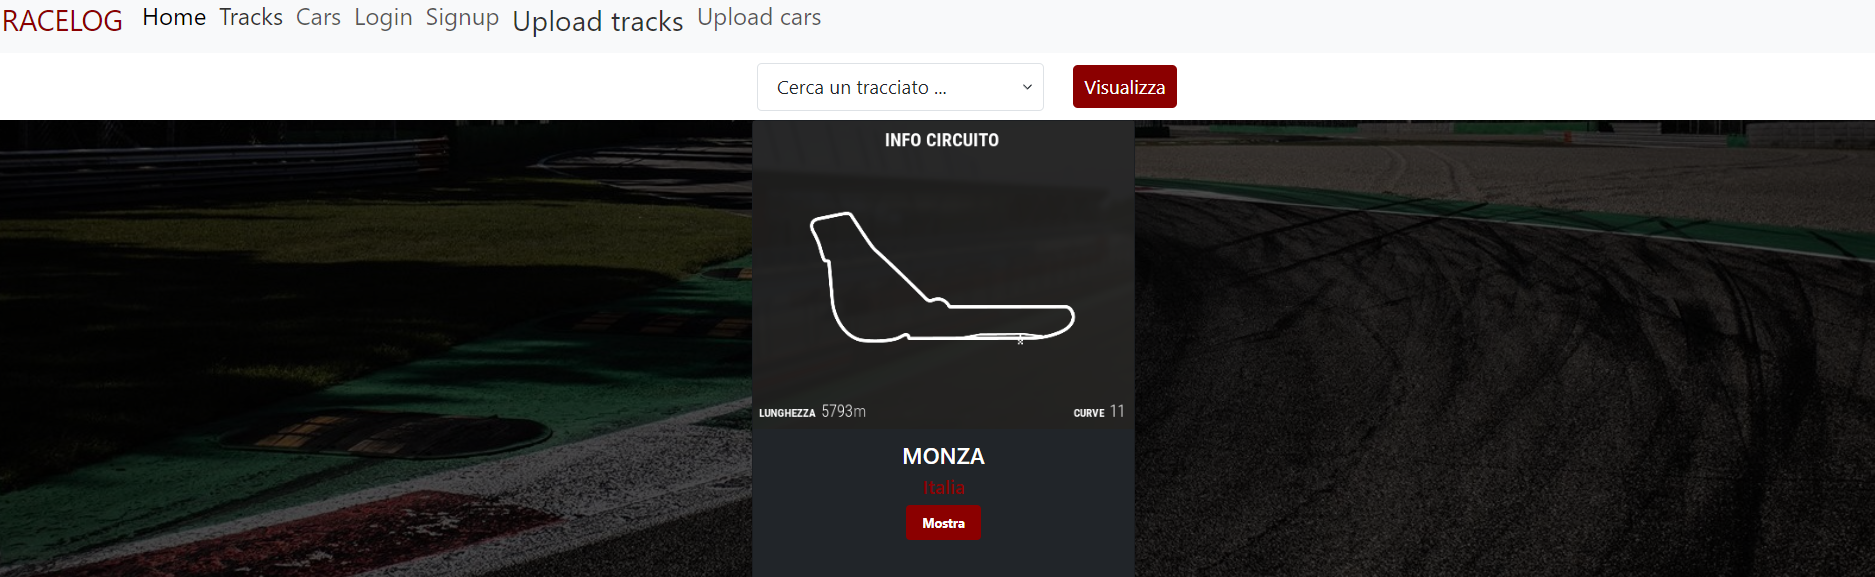 RACELOG Home Tracks Cars Login Signup Upload tracks Upload cars
Cerca un tracciato ... Visualizza
INFO CIRCUITO
LUNGHEZZA 5793m CURVE 11
MONZA
Italia
Mostra